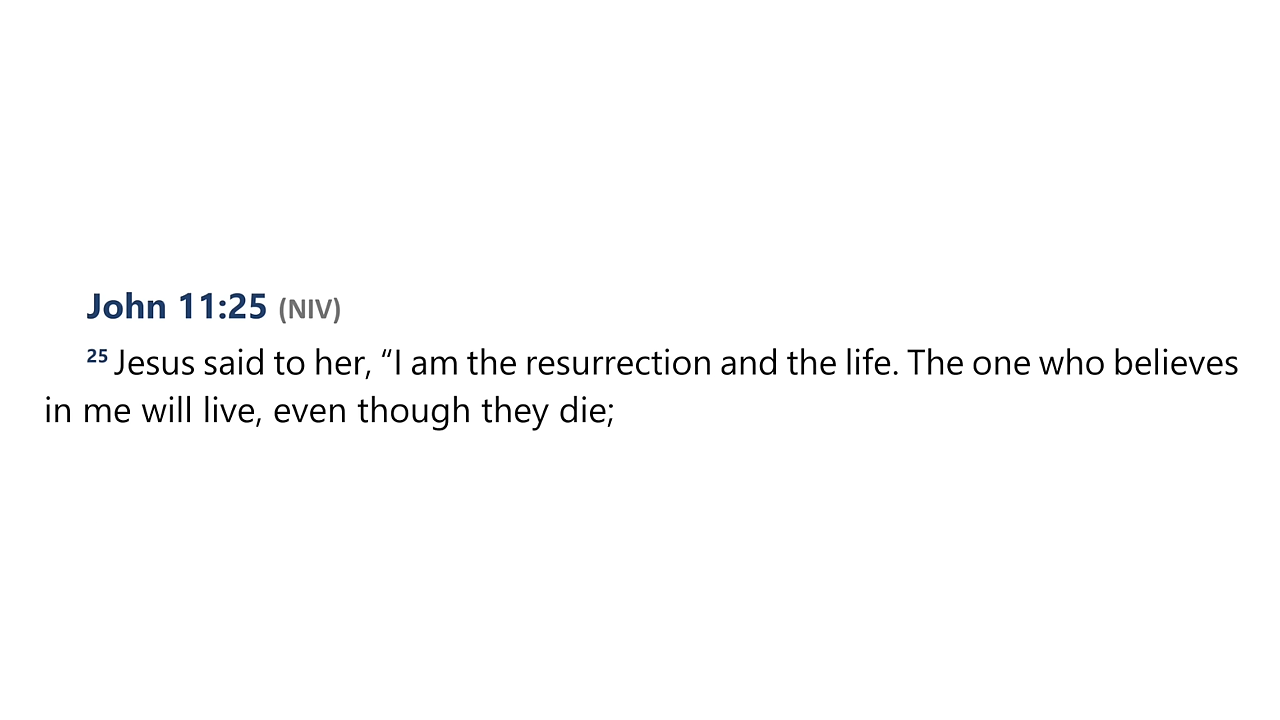 John 11:25 (NIV)
25 Jesus said to her, “I am the resurrection and the life. The one who believes
in me will live, even though they die;